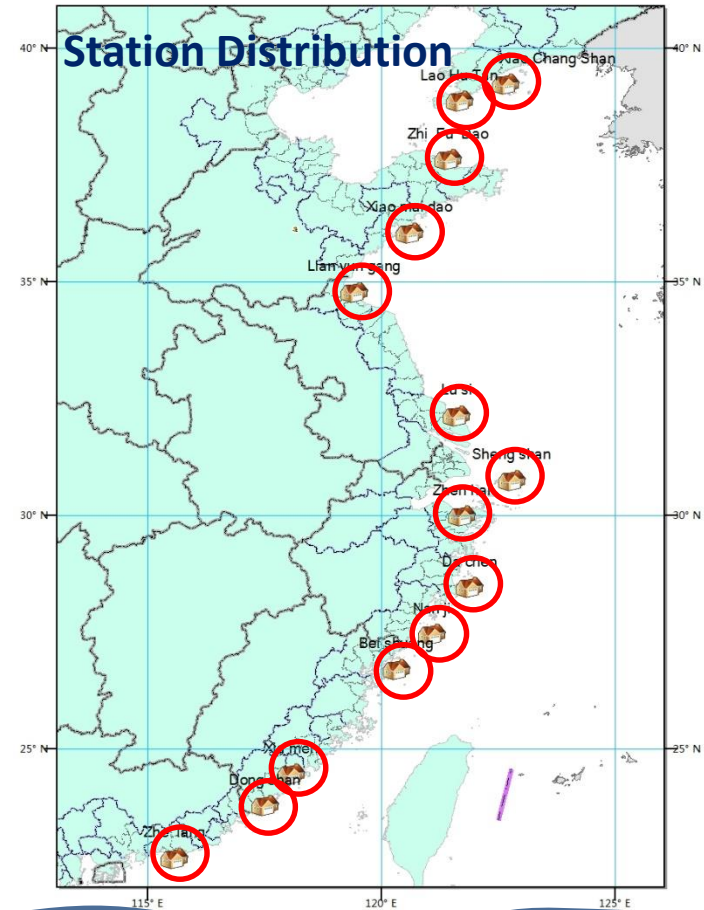 Station Distribution
40° N
40° N
Xiao Chang Shan
Lao Hu Tan
Zhi Fu Dao
Xiao mai dao
Lian yun gang
35° N
35° N
Lu si
Sheng shan
Zhen hai
30° N
30° N
Da chen
Nan ji
Bei shuang
25° N
25° N
Xia men
Dong shan
Zhe lang
115° E
120° E
125° E